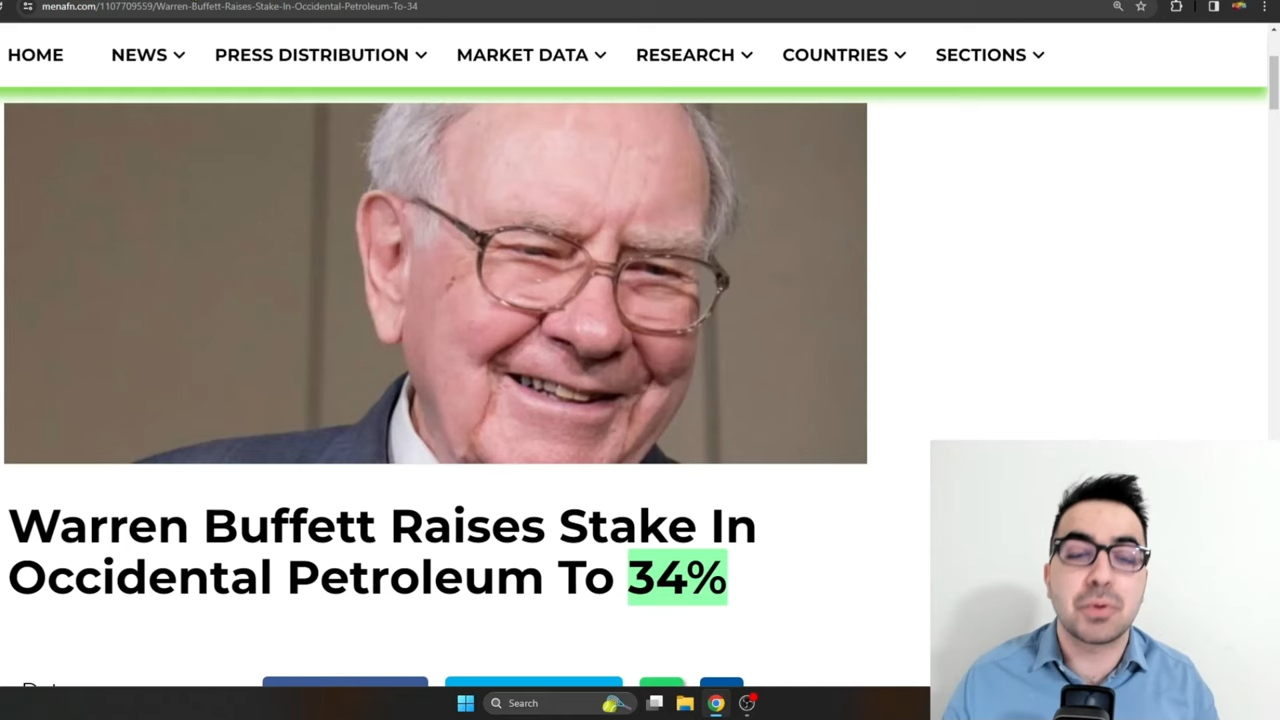 menafn.com/1107709559/Warren-Buffett-Raises-Stake-In-Occidental-Petroleum-To-34
HOME NEWS PRESS DISTRIBUTION MARKET DATA RESEARCH COUNTRIES SECTIONS
Warren Buffett Raises Stake In
Occidental Petroleum To 34%
Search